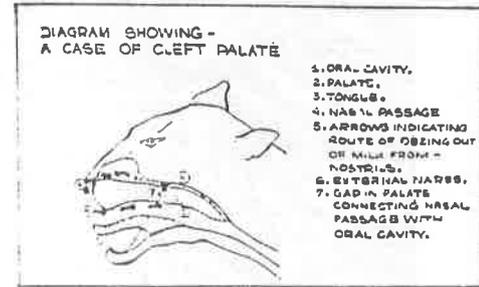 DIAGRAM SHOWING -
A CASE OF CLEFT PALATE
1. ORAL CAVITY.
2. PALATE.
3. TONGUE.
4. NASAL PASSAGE
5. ARROWS INDICATING
ROUTE OF OOZING OUT
OF MILK FROM -
NOSTRILS.
6. EXTERNAL NARES.
7. GAP IN PALATE
CONNECTING NASAL
PASSAGE WITH
ORAL CAVITY.